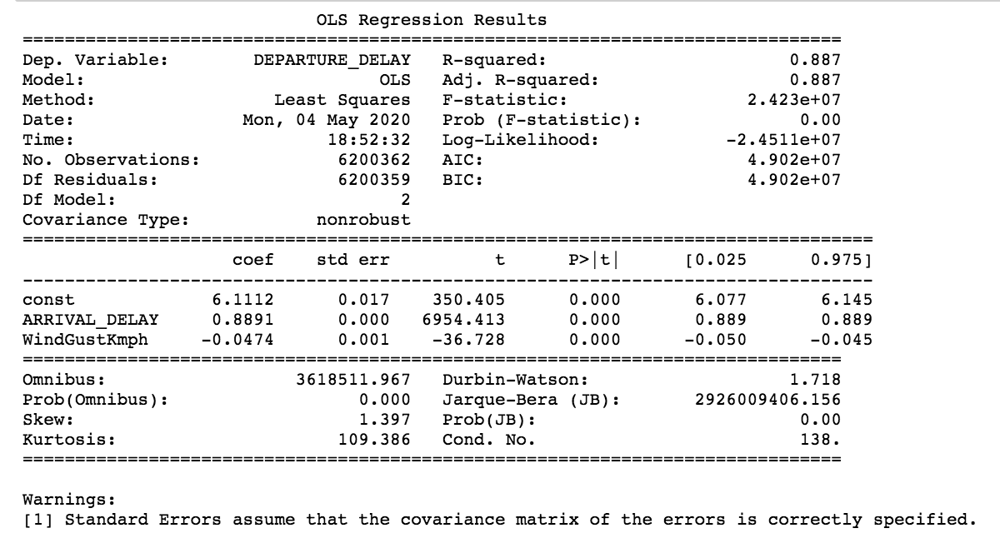 OLS Regression Results
==============================================================================
Dep. Variable:        DEPARTURE_DELAY   R-squared:                       0.887
Model:                            OLS   Adj. R-squared:                  0.887
Method:                 Least Squares   F-statistic:                 2.423e+07
Date:                Mon, 04 May 2020   Prob (F-statistic):               0.00
Time:                        18:52:32   Log-Likelihood:            -2.4511e+07
No. Observations:             6200362   AIC:                         4.902e+07
Df Residuals:                 6200359   BIC:                         4.902e+07
Df Model:                           2
Covariance Type:            nonrobust
=================================================================================
coef    std err          t      P>|t|      [0.025      0.975]
---------------------------------------------------------------------------------
const             6.1112      0.017    350.405      0.000       6.077       6.145
ARRIVAL_DELAY     0.8891      0.000   6954.413      0.000       0.889       0.889
WindGustKmph     -0.0474      0.001    -36.728      0.000      -0.050      -0.045
==============================================================================
Omnibus:                  3618511.967   Durbin-Watson:                   1.718
Prob(Omnibus):                  0.000   Jarque-Bera (JB):       2926009406.156
Skew:                           1.397   Prob(JB):                         0.00
Kurtosis:                     109.386   Cond. No.                         138.
==============================================================================
Warnings:
[1] Standard Errors assume that the covariance matrix of the errors is correctly specified.